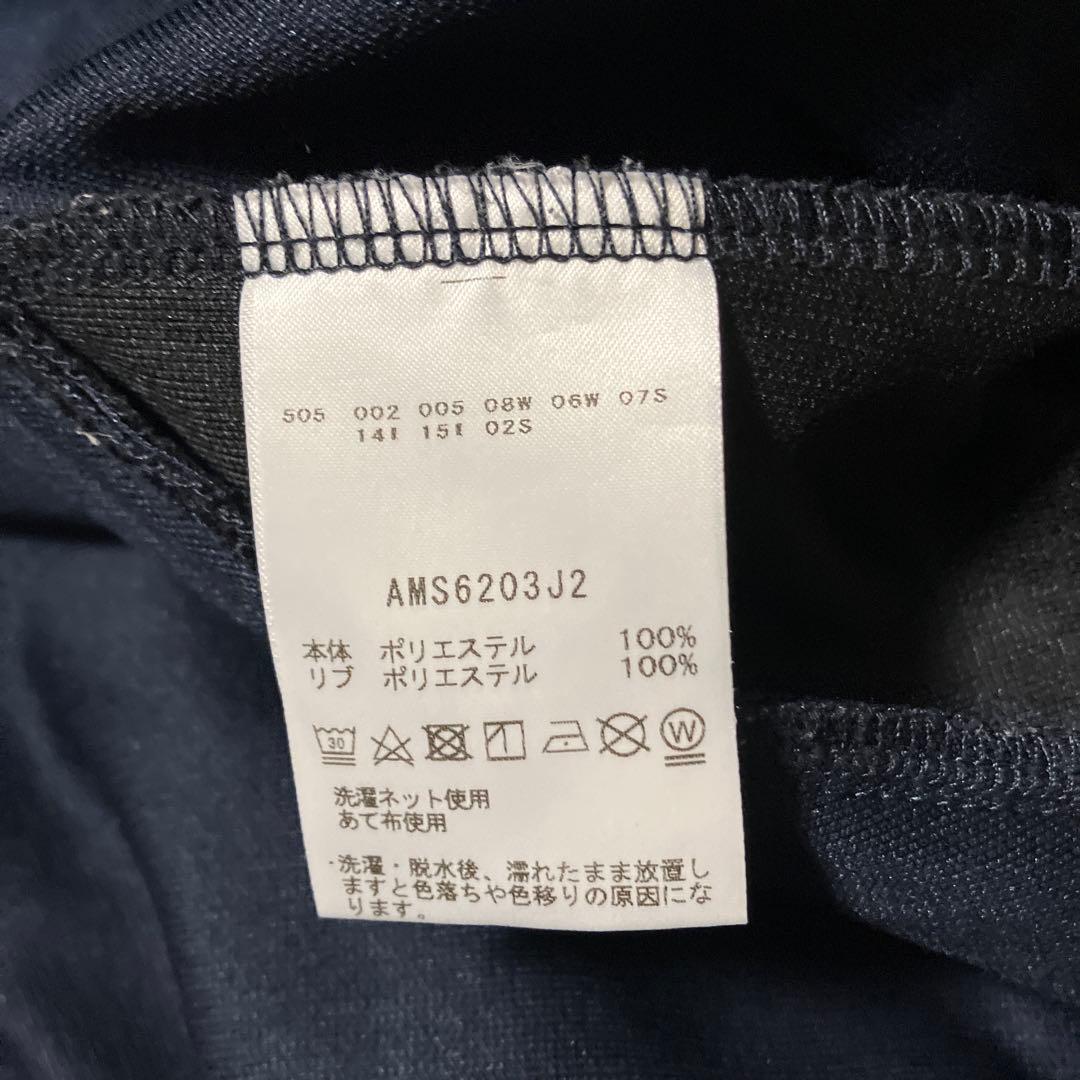 505 002 005 08W 06W 07S
14I 15I 02S
AMS6203J2
本体 ポリエステル 100%
リブ ポリエステル 100%
30 W
洗濯ネット使用
あて布使用
・洗濯・脱水後、濡れたまま放置し
ますと色落ちや色移りの原因にな
ります。